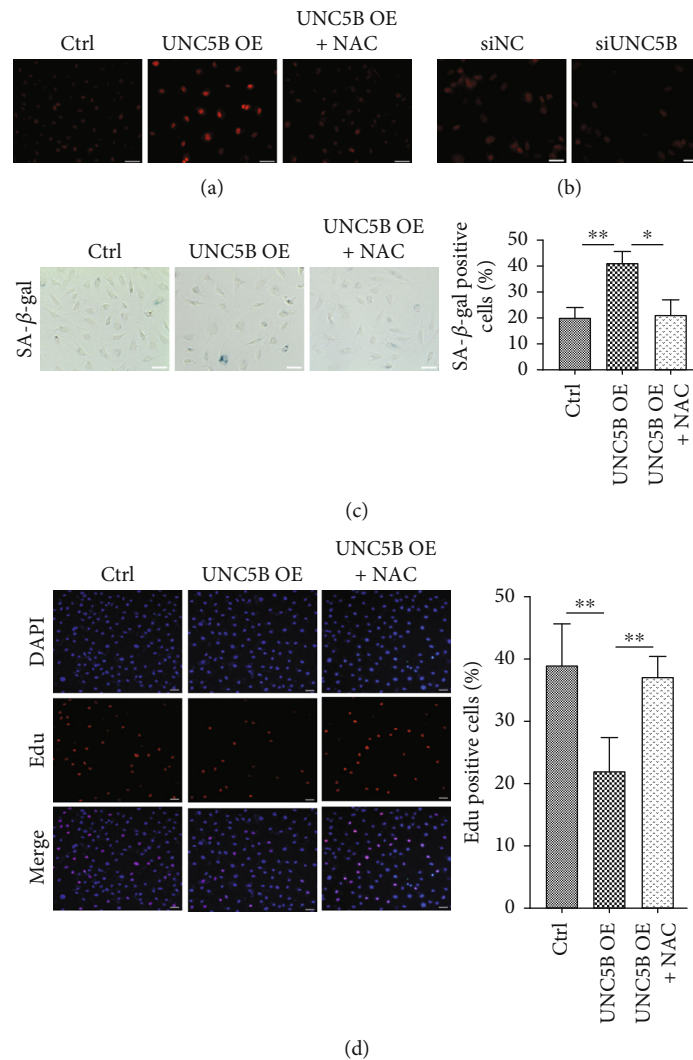 Ctrl
UNC5B OE
UNC5B OE
+ NAC
(a)
siNC
siUNC5B
(b)
SA-β-gal
Ctrl
UNC5B OE
UNC5B OE
+ NAC
SA-β-gal positive
cells (%)
50
40
30
20
10
0
**
*
Ctrl
UNC5B OE
UNC5B OE
+ NAC
(c)
Ctrl
UNC5B OE
UNC5B OE
+ NAC
DAPI
Edu
Merge
Edu positive cells (%)
50
40
30
20
10
0
**
**
Ctrl
UNC5B OE
UNC5B OE
+ NAC
(d)